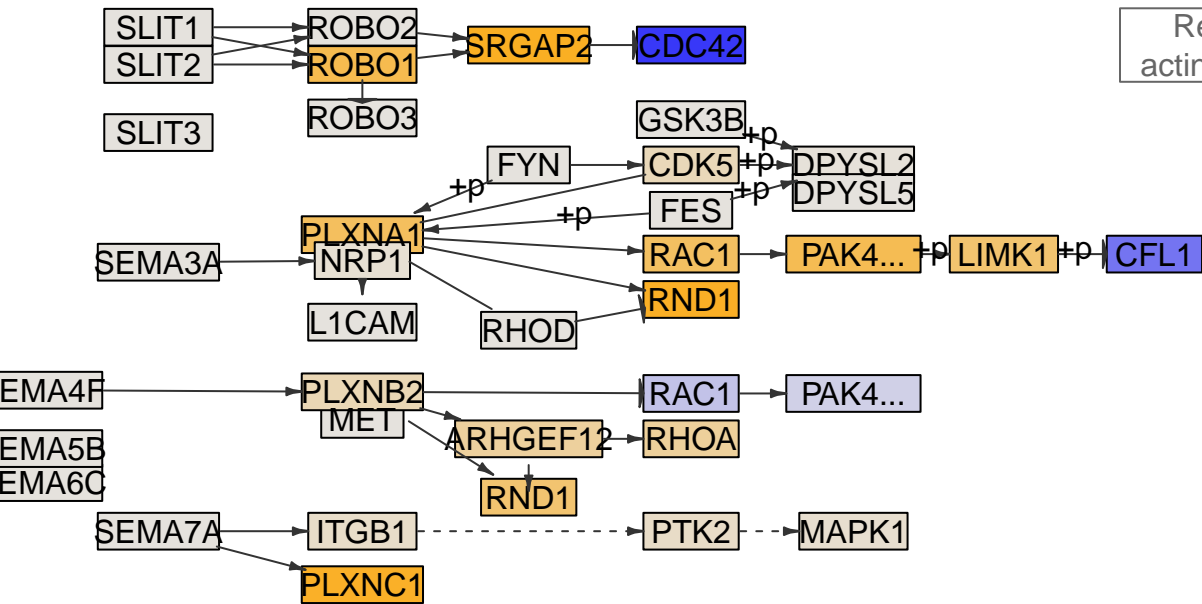 SLIT1
ROBO2
SRGAP2
CDC42
Re
actin
SLIT2
ROBO1
SLIT3
ROBO3
GSK3B
+p
FYN
CDK5
+p
DPYSL2
+p
FES
+p
DPYSL5
+p
PLXNA1
SEMA3A
NRP1
RAC1
PAK4...
+p
LIMK1
+p
CFL1
RND1
L1CAM
RHOD
EMA4F
PLXNB2
RAC1
PAK4...
MET
EMA5B
ARHGEF12
RHOA
EMA6C
RND1
SEMA7A
ITGB1
PTK2
MAPK1
PLXNC1